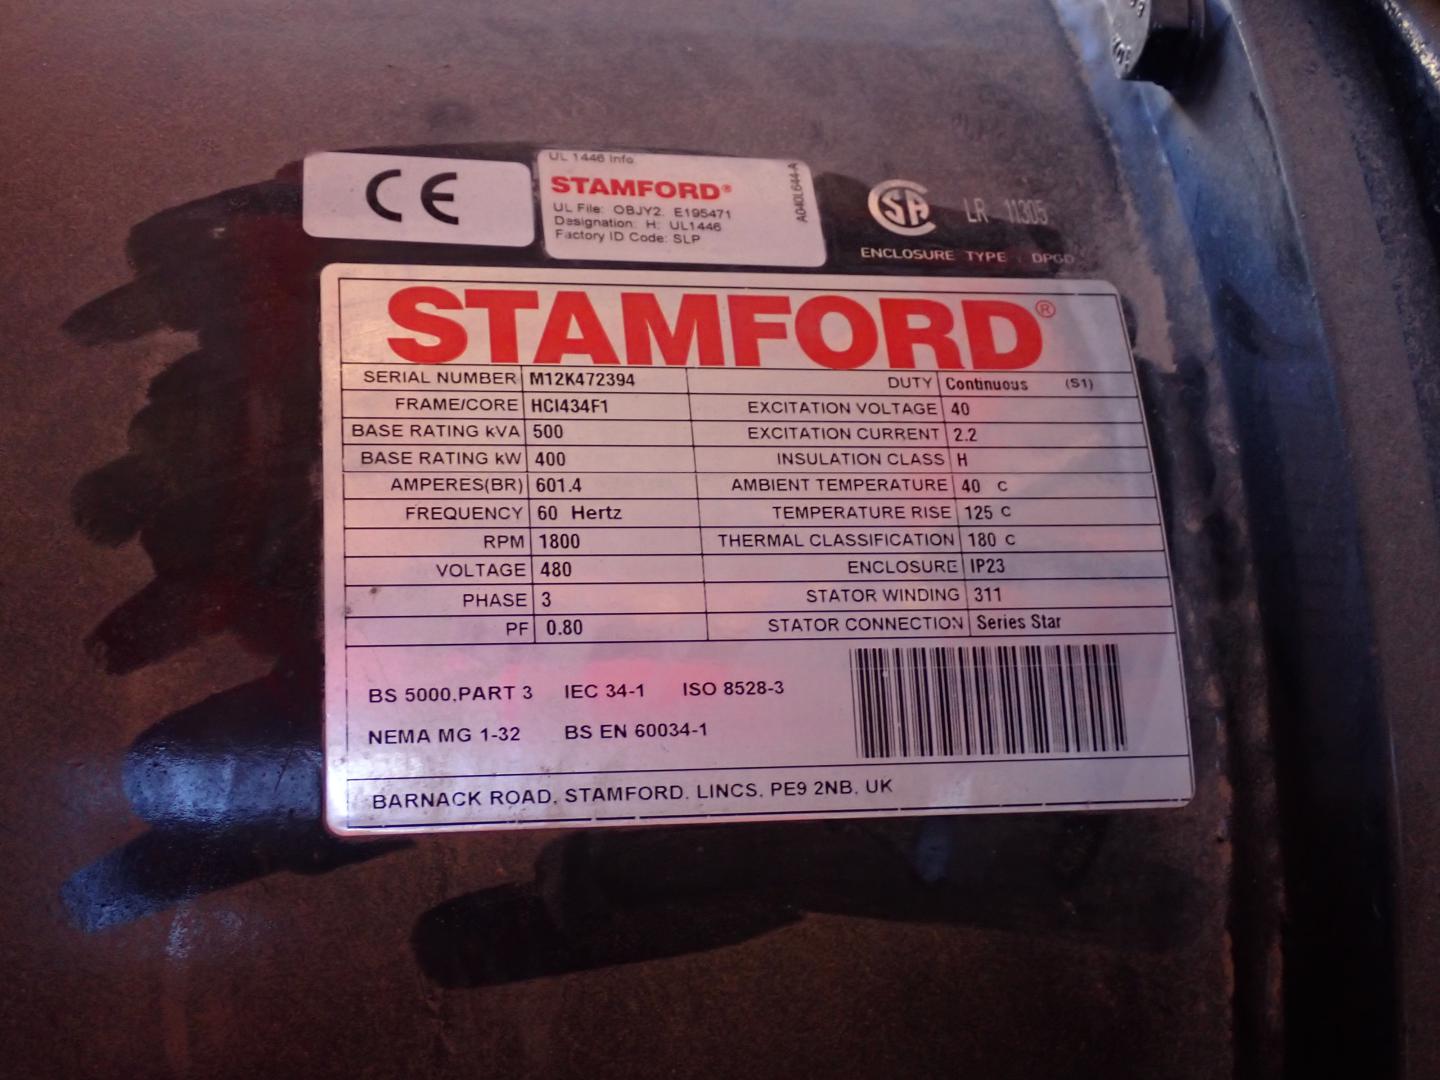 CE
UL 1446 Info.
STAMFORD®
UL File: OBJY2. E195471
Designation: H: UL1446
Factory ID Code: SLP
A040L644-A
SA LR 11305
ENCLOSURE TYPE : DPGD
STAMFORD®
SERIAL NUMBER M12K472394 DUTY Continuous (S1)
FRAME/CORE HCI434F1 EXCITATION VOLTAGE 40
BASE RATING kVA 500 EXCITATION CURRENT 2.2
BASE RATING kW 400 INSULATION CLASS H
AMPERES(BR) 601.4 AMBIENT TEMPERATURE 40 C
FREQUENCY 60 Hertz TEMPERATURE RISE 125 C
RPM 1800 THERMAL CLASSIFICATION 180 C
VOLTAGE 480 ENCLOSURE IP23
PHASE 3 STATOR WINDING 311
PF 0.80 STATOR CONNECTION Series Star
BS 5000,PART 3 IEC 34-1 ISO 8528-3
NEMA MG 1-32 BS EN 60034-1
BARNACK ROAD, STAMFORD. LINCS. PE9 2NB. UK